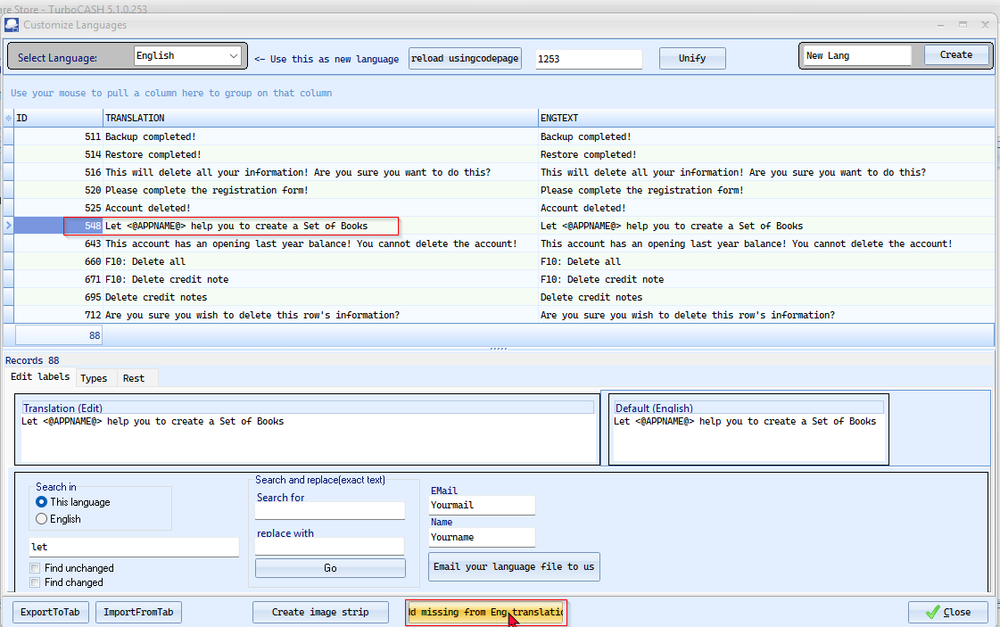 re Store - TurboCASH 5.1.0.253
Customize Languages
Select Language: English <- Use this as new language reload usingcodepage 1253 Unify New Lang Create
Use your mouse to pull a column here to group on that column
ID TRANSLATION ENGTEXT
511 Backup completed! Backup completed!
514 Restore completed! Restore completed!
516 This will delete all your information! Are you sure you want to do this? This will delete all your information! Are you sure you want to do this?
520 Please complete the registration form! Please complete the registration form!
525 Account deleted! Account deleted!
548 Let <@APPNAME@> help you to create a Set of Books Let <@APPNAME@> help you to create a Set of Books
643 This account has an opening last year balance! You cannot delete the account! This account has an opening last year balance! You cannot delete the account!
660 F10: Delete all F10: Delete all
671 F10: Delete credit note F10: Delete credit note
695 Delete credit notes Delete credit notes
712 Are you sure you wish to delete this row's information? Are you sure you wish to delete this row's information?
88
Records 88
Edit labels Types Rest
Translation (Edit) Default (English)
Let <@APPNAME@> help you to create a Set of Books Let <@APPNAME@> help you to create a Set of Books
Search in
This language
English
let
Find unchanged
Find changed
Search and replace(exact text)
Search for
replace with
Go
EMail
Yourmail
Name
Yourname
Email your language file to us
ExportToTab ImportFromTab Create image strip d missing from Eng translatio Close